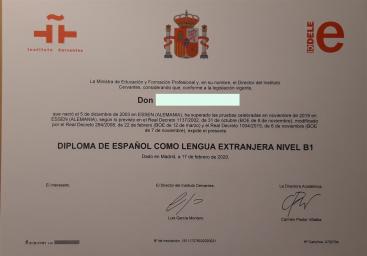 Instituto Cervantes
DELE
La Ministra de Educación y Formación Profesional y, en su nombre, el Director del Instituto
Cervantes, considerando que, conforme a la legislación vigente,
Don
que nació el 5 de diciembre de 2003 en ESSEN (ALEMANIA), ha superado las pruebas celebradas en noviembre de 2019 en
ESSEN (ALEMANIA), según lo previsto en el Real Decreto 1137/2002, de 31 de octubre (BOE de 8 de noviembre), modificado
por el Real Decreto 264/2008, de 22 de febrero (BOE de 12 de marzo) y el Real Decreto 1004/2015, de 6 de noviembre (BOE
de 7 de noviembre), expide el presente
DIPLOMA DE ESPAÑOL COMO LENGUA EXTRANJERA NIVEL B1
Dado en Madrid, a 17 de febrero de 2020.
El interesado
El Director del Instituto Cervantes
La Directora Académica
Luis García Montero
Carmen Pastor Villalba
Nº de inscripción